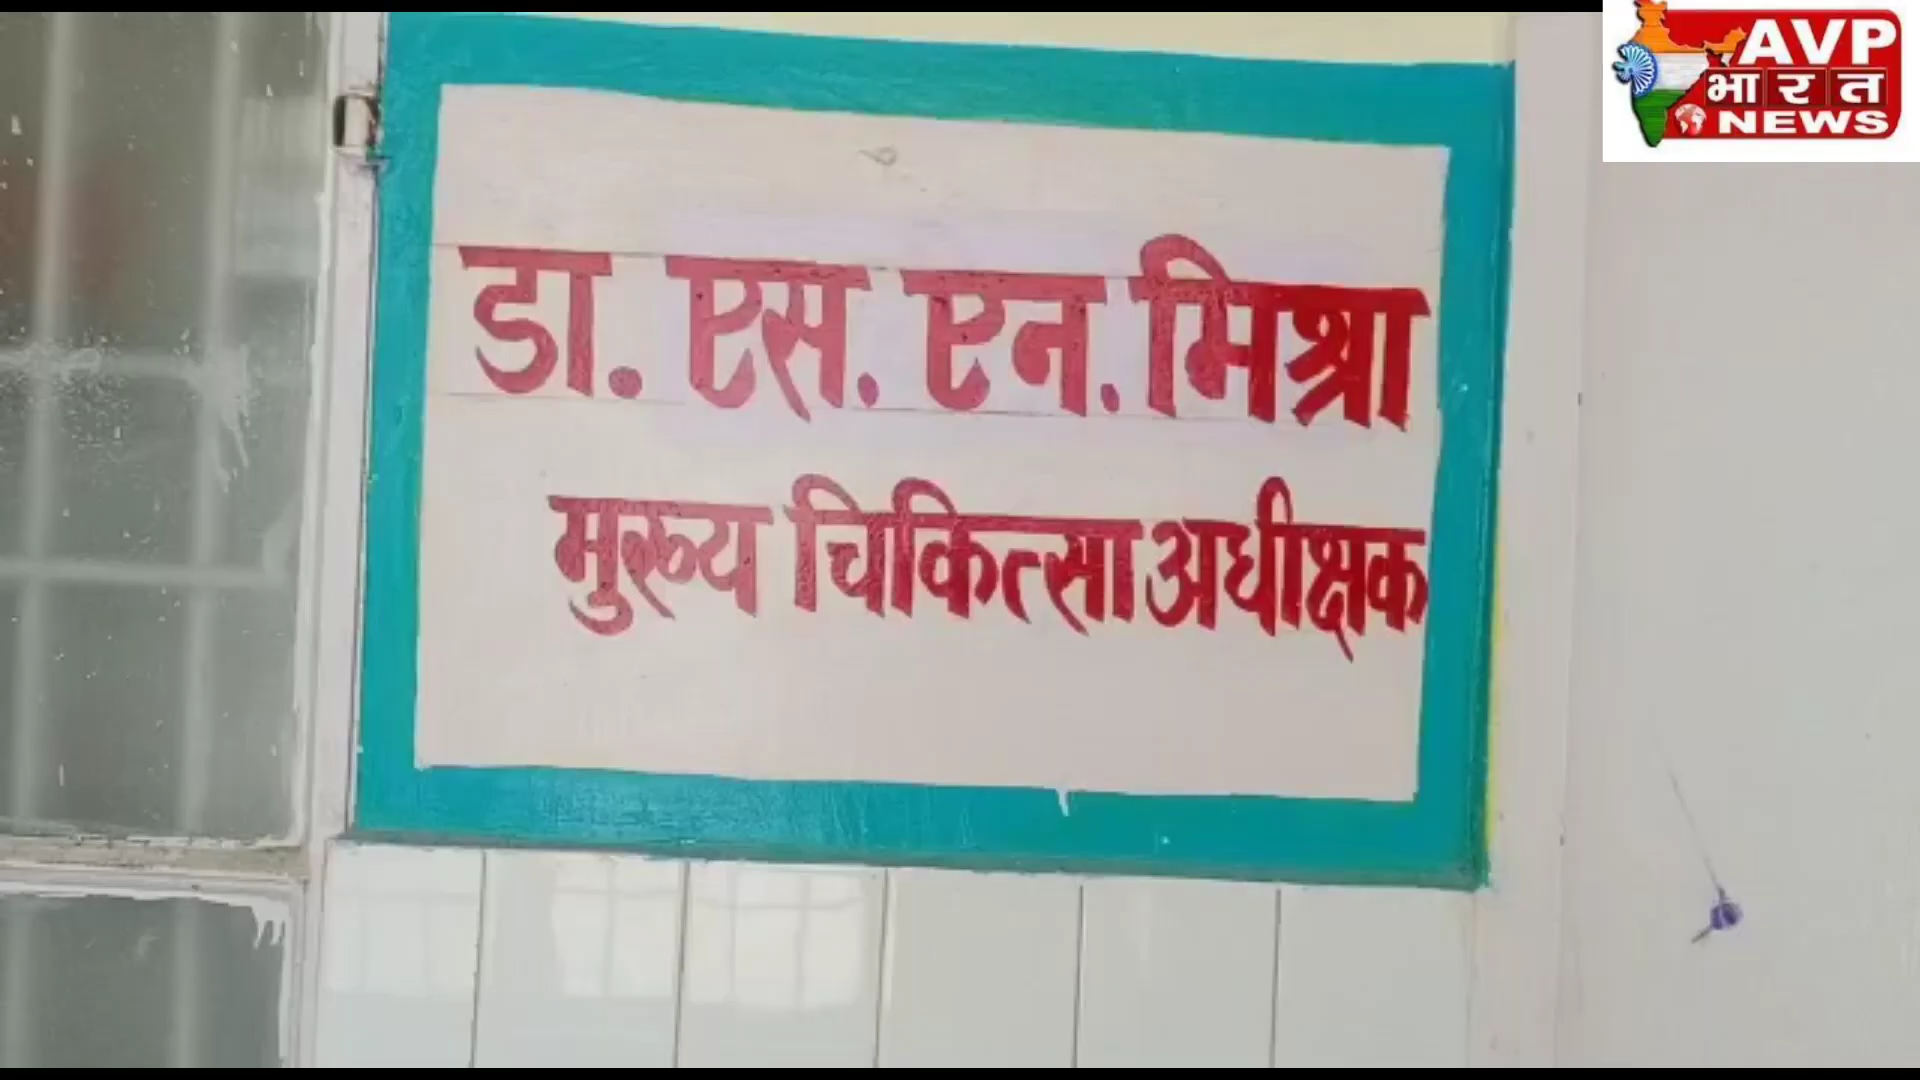 AVP
भारत
NEWS
डा. एस. एन. मिश्रा
मुख्य चिकित्सा अधीक्षक